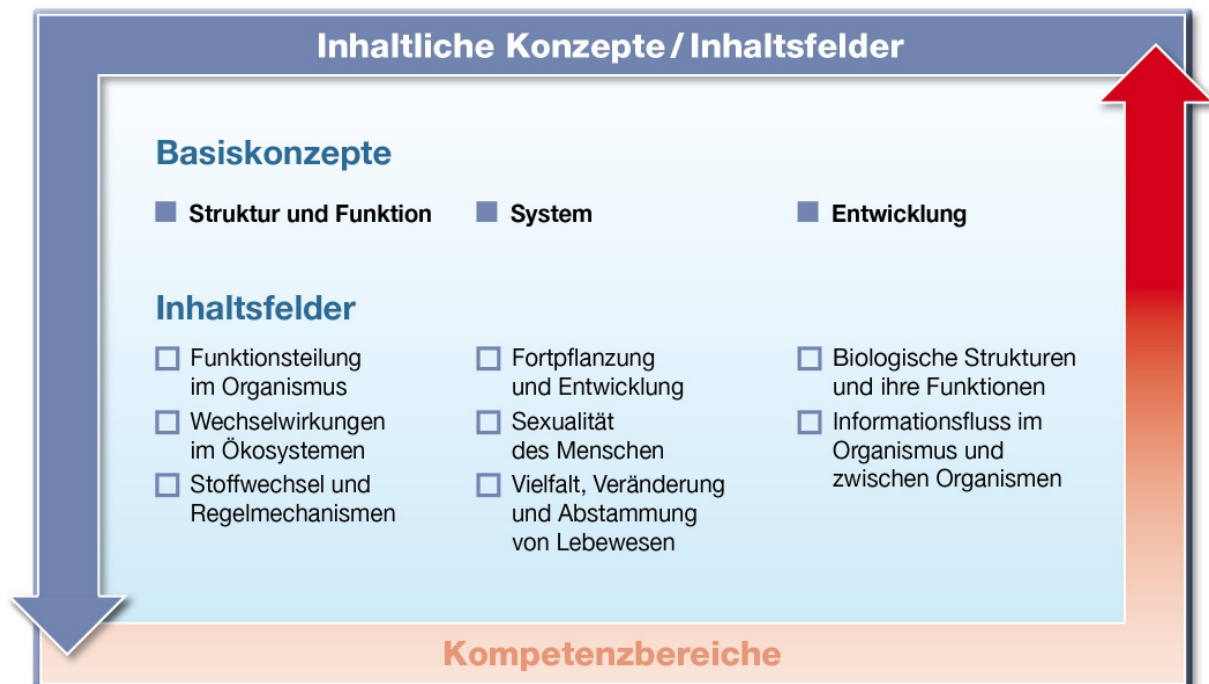 Inhaltliche Konzepte / Inhaltsfelder
Basiskonzepte
Struktur und Funktion
System
Entwicklung
Inhaltsfelder
Funktionsteilung
im Organismus
Wechselwirkungen
im Ökosystemen
Stoffwechsel und
Regelmechanismen
Fortpflanzung
und Entwicklung
Sexualität
des Menschen
Vielfalt, Veränderung
und Abstammung
von Lebewesen
Biologische Strukturen
und ihre Funktionen
Informationsfluss im
Organismus und
zwischen Organismen
Kompetenzbereiche